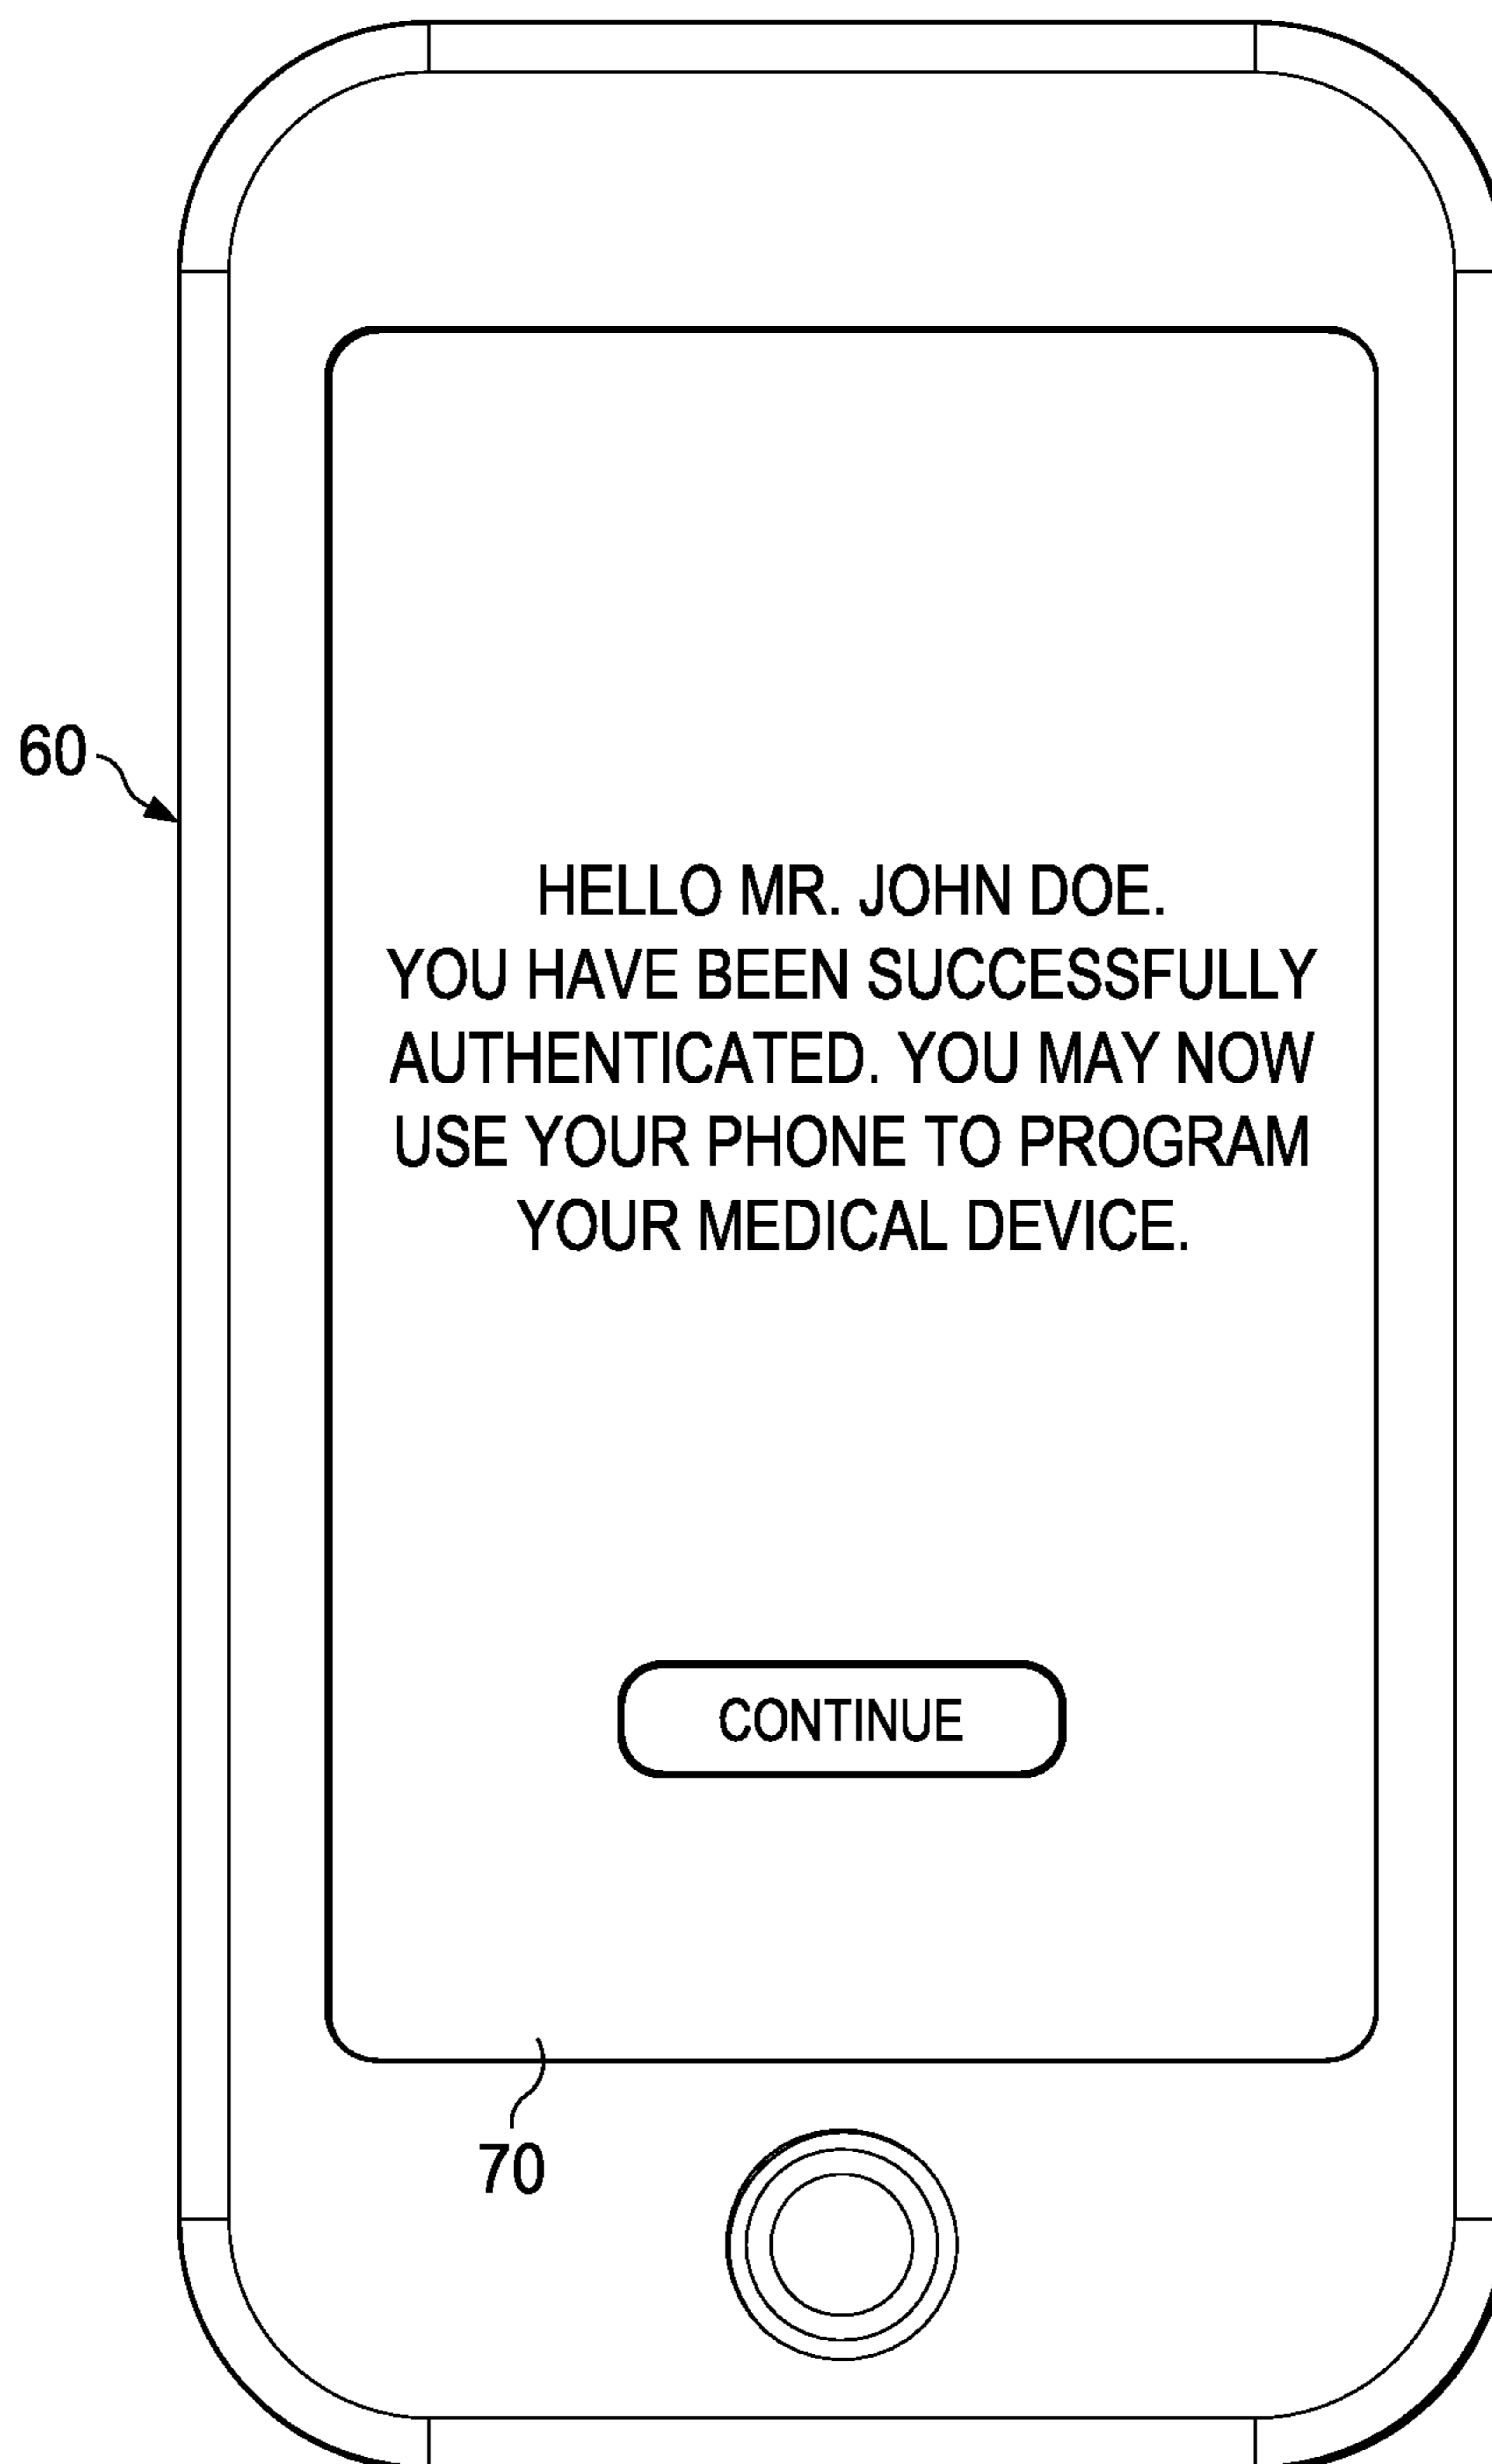 60
HELLO MR. JOHN DOE.
YOU HAVE BEEN SUCCESSFULLY
AUTHENTICATED. YOU MAY NOW
USE YOUR PHONE TO PROGRAM
YOUR MEDICAL DEVICE.
CONTINUE
70